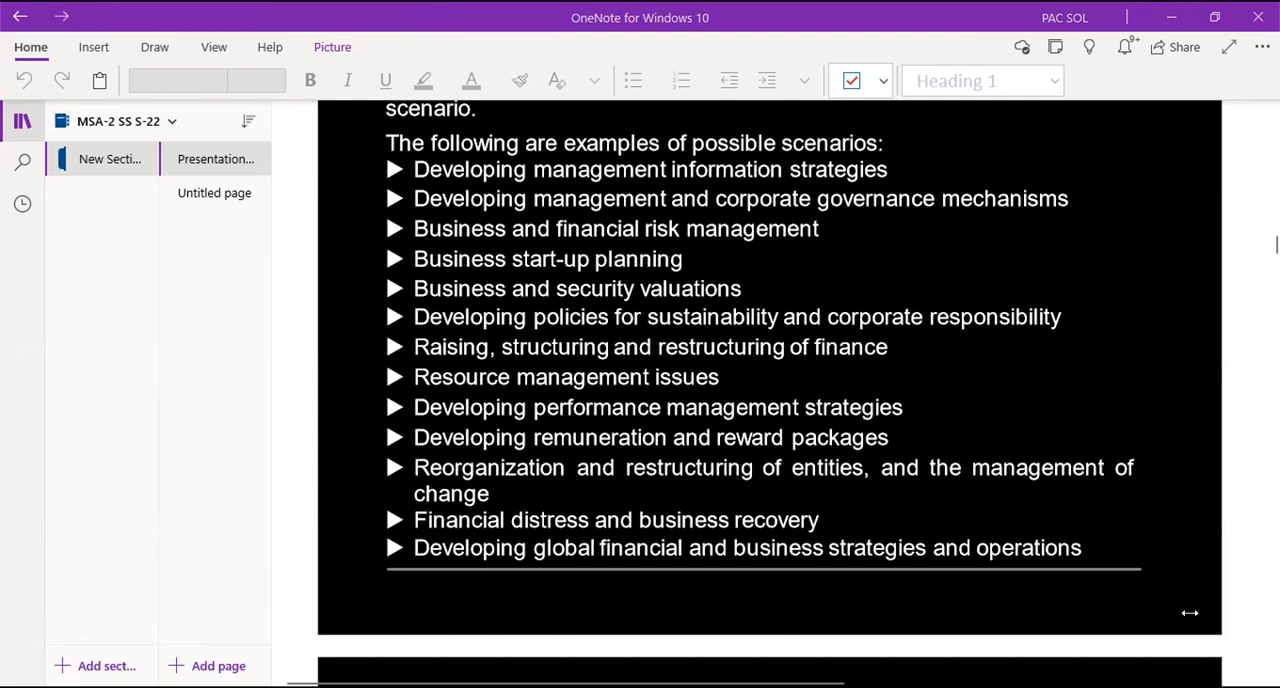 OneNote for Windows 10
PAC SOL
Home Insert Draw View Help Picture
9+ Share
B I U A A Heading 1
MSA-2 SS S-22
New Secti... Presentation...
Untitled page
scenario.
The following are examples of possible scenarios:
Developing management information strategies
Developing management and corporate governance mechanisms
Business and financial risk management
Business start-up planning
Business and security valuations
Developing policies for sustainability and corporate responsibility
Raising, structuring and restructuring of finance
Resource management issues
Developing performance management strategies
Developing remuneration and reward packages
Reorganization and restructuring of entities, and the management of
change
Financial distress and business recovery
Developing global financial and business strategies and operations
Add sect... Add page